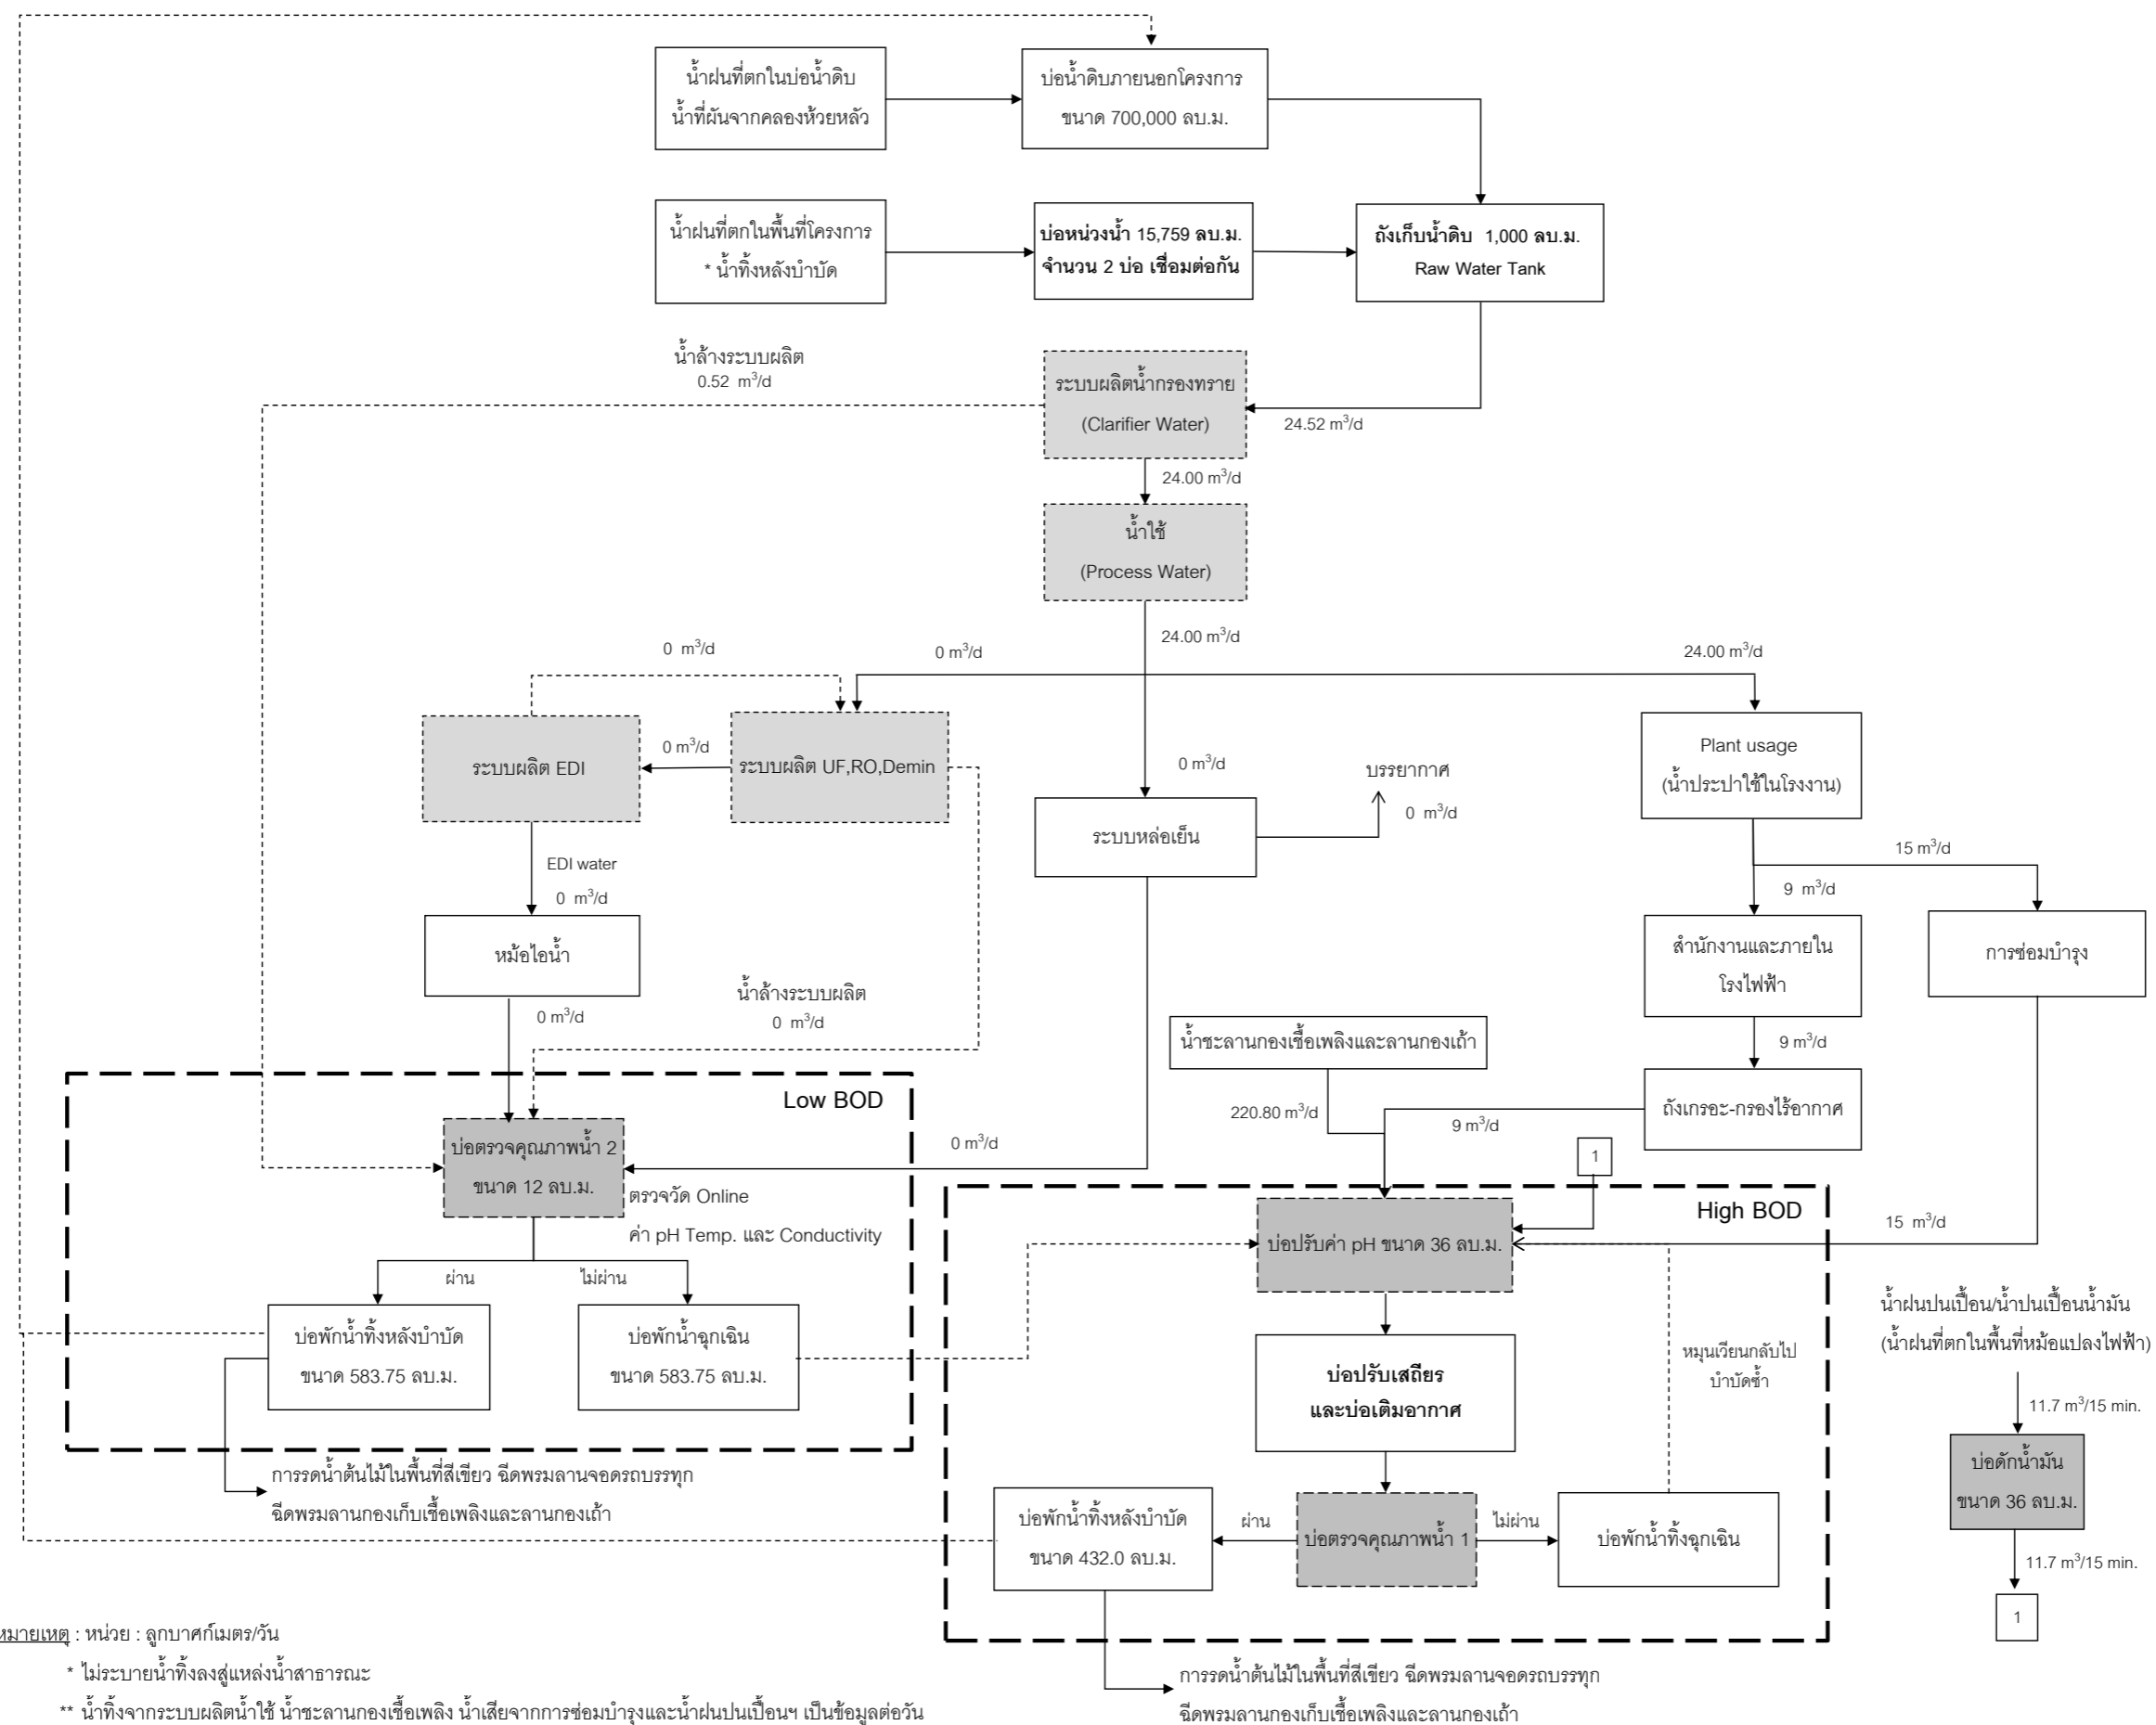 น้ำฝนที่ตกในบ่อน้ำดิบ
น้ำที่ผันจากคลองห้วยหลัว
บ่อน้ำดิบภายนอกโครงการ
ขนาด 700,000 ลบ.ม.
น้ำฝนที่ตกในพื้นที่โครงการ
* น้ำทิ้งหลังบำบัด
บ่อหน่วงน้ำ 15,759 ลบ.ม.
จำนวน 2 บ่อ เชื่อมต่อกัน
ถังเก็บน้ำดิบ 1,000 ลบ.ม.
Raw Water Tank
น้ำล้างระบบผลิต
0.52 m³/d
ระบบผลิตน้ำกรองทราย
(Clarifier Water)
24.52 m³/d
24.00 m³/d
น้ำใช้
(Process Water)
24.00 m³/d
0 m³/d
0 m³/d
24.00 m³/d
ระบบผลิต EDI
0 m³/d
ระบบผลิต UF,RO,Demin
0 m³/d
บรรยากาศ
0 m³/d
Plant usage
(น้ำประปาใช้ในโรงงาน)
ระบบหล่อเย็น
EDI water
0 m³/d
15 m³/d
9 m³/d
หม้อไอน้ำ
สำนักงานและภายใน
โรงไฟฟ้า
การซ่อมบำรุง
0 m³/d
น้ำล้างระบบผลิต
0 m³/d
น้ำชะลานกองเชื้อเพลิงและลานกองเถ้า
9 m³/d
Low BOD
220.80 m³/d
9 m³/d
ถังเกรอะ-กรองไร้อากาศ
บ่อตรวจคุณภาพน้ำ 2
ขนาด 12 ลบ.ม.
0 m³/d
1
ตรวจวัด Online
ค่า pH Temp. และ Conductivity
High BOD
15 m³/d
บ่อปรับค่า pH ขนาด 36 ลบ.ม.
ผ่าน
ไม่ผ่าน
บ่อพักน้ำทิ้งหลังบำบัด
ขนาด 583.75 ลบ.ม.
บ่อพักน้ำฉุกเฉิน
ขนาด 583.75 ลบ.ม.
น้ำฝนปนเปื้อน/น้ำปนเปื้อนน้ำมัน
(น้ำฝนที่ตกในพื้นที่หม้อแปลงไฟฟ้า)
บ่อปรับเสถียร
และบ่อเติมอากาศ
หมุนเวียนกลับไป
บำบัดซ้ำ
11.7 m³/15 min.
บ่อดักน้ำมัน
ขนาด 36 ลบ.ม.
การรดน้ำต้นไม้ในพื้นที่สีเขียว ฉีดพรมลานจอดรถบรรทุก
ฉีดพรมลานกองเก็บเชื้อเพลิงและลานกองเถ้า
บ่อพักน้ำทิ้งหลังบำบัด
ขนาด 432.0 ลบ.ม.
ผ่าน
บ่อตรวจคุณภาพน้ำ 1
ไม่ผ่าน
บ่อพักน้ำทิ้งฉุกเฉิน
11.7 m³/15 min.
1
หมายเหตุ : หน่วย : ลูกบาศก์เมตร/วัน
* ไม่ระบายน้ำทิ้งลงสู่แหล่งน้ำสาธารณะ
** น้ำทิ้งจากระบบผลิตน้ำใช้ น้ำชะลานกองเชื้อเพลิง น้ำเสียจากการซ่อมบำรุงและน้ำฝนปนเปื้อนฯ เป็นข้อมูลต่อวัน
การรดน้ำต้นไม้ในพื้นที่สีเขียว ฉีดพรมลานจอดรถบรรทุก
ฉีดพรมลานกองเก็บเชื้อเพลิงและลานกองเถ้า